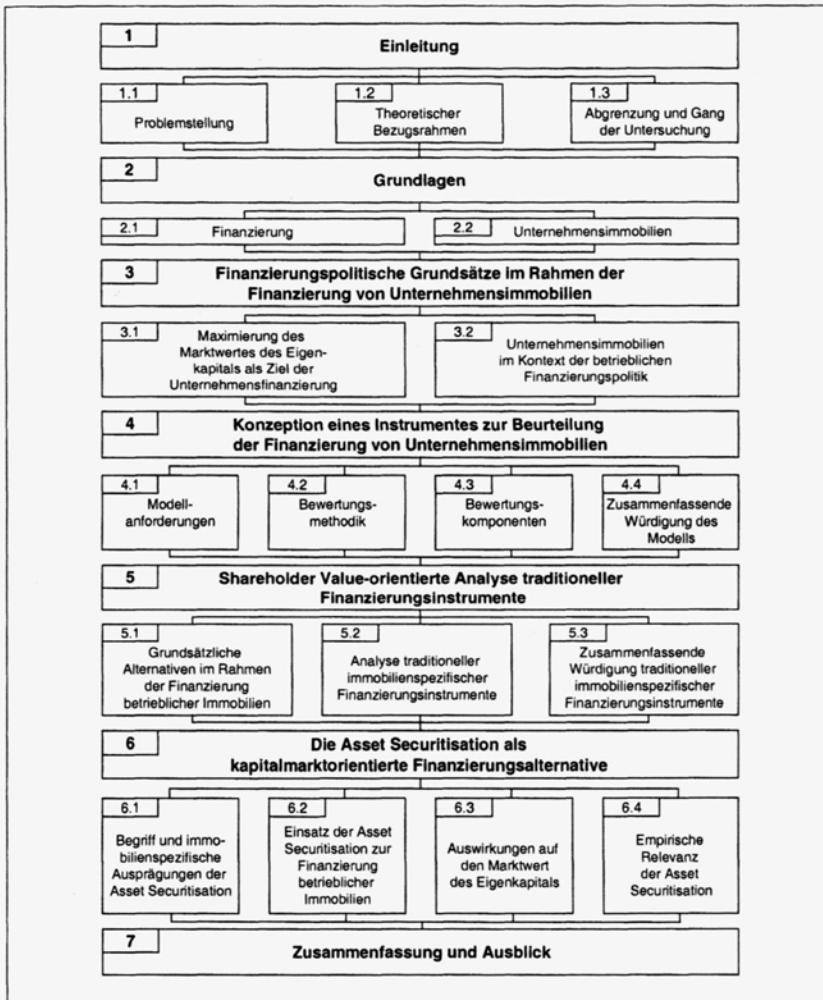 1
Einleitung
1.1
Problemstellung
1.2
Theoretischer
Bezugsrahmen
1.3
Abgrenzung und Gang
der Untersuchung
2
Grundlagen
2.1
Finanzierung
2.2
Unternehmensimmobilien
3
Finanzierungspolitische Grundsätze im Rahmen der
Finanzierung von Unternehmensimmobilien
3.1
Maximierung des
Marktwertes des Eigen-
kapitals als Ziel der
Unternehmensfinanzierung
3.2
Unternehmensimmobilien
im Kontext der betrieblichen
Finanzierungspolitik
4
Konzeption eines Instrumentes zur Beurteilung
der Finanzierung von Unternehmensimmobilien
4.1
Modell-
anforderungen
4.2
Bewertungs-
methodik
4.3
Bewertungs-
komponenten
4.4
Zusammenfassende
Würdigung des
Modells
5
Shareholder Value-orientierte Analyse traditioneller
Finanzierungsinstrumente
5.1
Grundsätzliche
Alternativen im Rahmen
der Finanzierung
betrieblicher Immobilien
5.2
Analyse traditioneller
immobilienspezifischer
Finanzierungsinstrumente
5.3
Zusammenfassende
Würdigung traditioneller
immobilienspezifischer
Finanzierungsinstrumente
6
Die Asset Securitisation als
kapitalmarktorientierte Finanzierungsalternative
6.1
Begriff und immo-
bilienspezifische
Ausprägungen der
Asset Securitisation
6.2
Einsatz der Asset
Securitisation zur
Finanzierung
betrieblicher
Immobilien
6.3
Auswirkungen auf
den Marktwert
des Eigenkapitals
6.4
Empirische
Relevanz
der Asset
Securitisation
7
Zusammenfassung und Ausblick